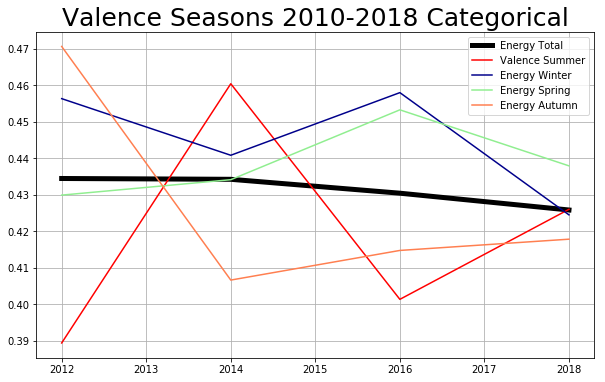 Valence Seasons 2010-2018 Categorical
Energy Total
Valence Summer
Energy Winter
Energy Spring
Energy Autumn
0.47
0.46
0.45
0.44
0.43
0.42
0.41
0.40
0.39
2012 2013 2014 2015 2016 2017 2018